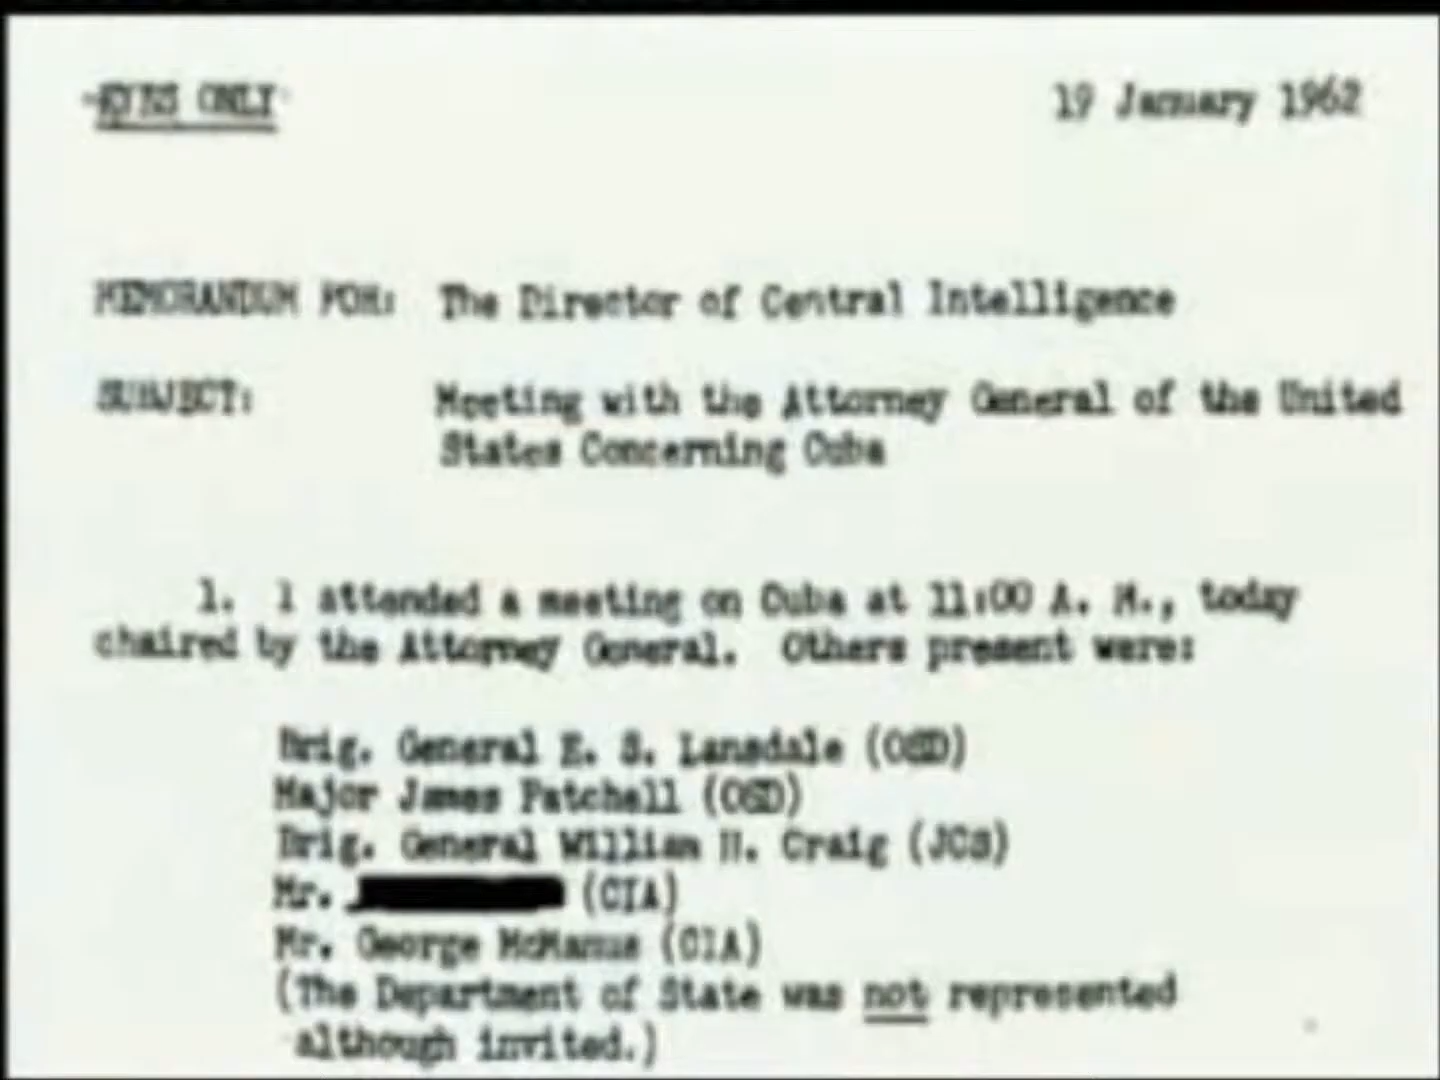 EYES ONLY
19 January 1962
MEMORANDUM FOR: The Director of Central Intelligence
SUBJECT: Meeting with the Attorney General of the United
States Concerning Cuba
1. I attended a meeting on Cuba at 11:00 A. M., today
chaired by the Attorney General. Others present were:
Brig. General E. S. Lansdale (OSD)
Major James Patchell (OSD)
Brig. General William H. Craig (JCS)
Mr. (CIA)
Mr. George McManus (CIA)
(The Department of State was not represented
although invited.)